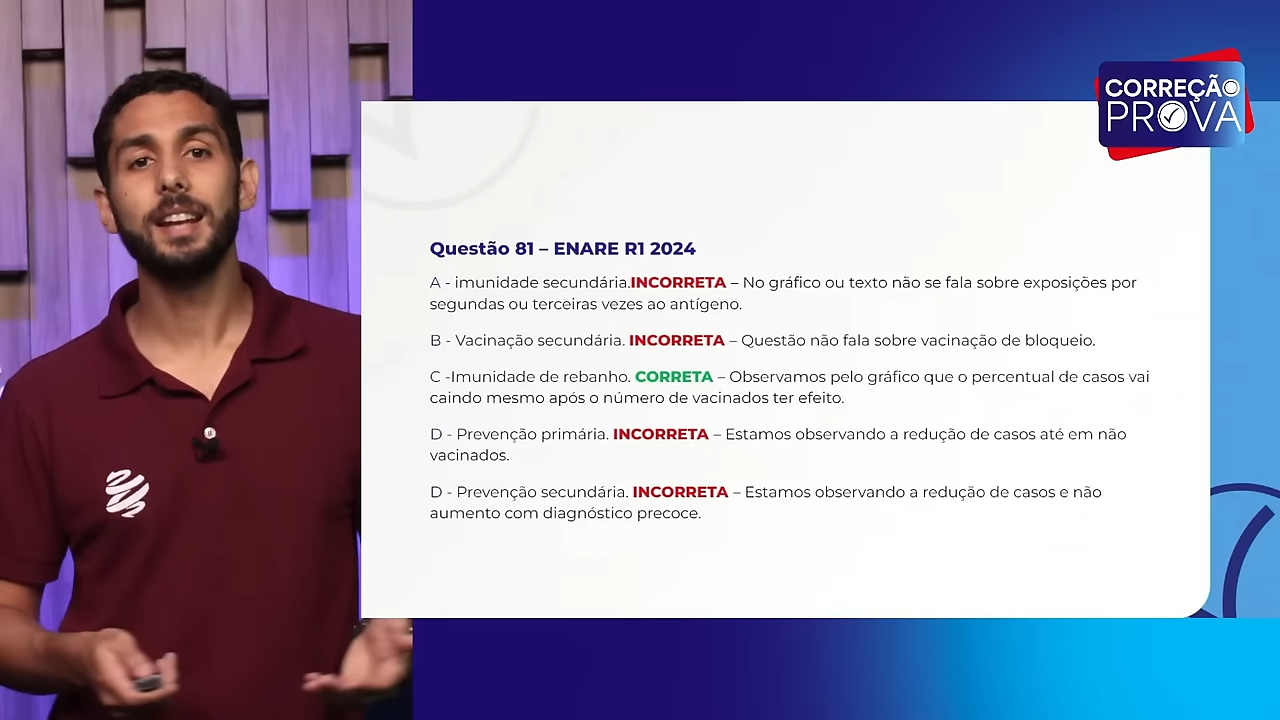 CORREÇÃO
PROVA
Questão 81 – ENARE R1 2024
A - imunidade secundária.INCORRETA – No gráfico ou texto não se fala sobre exposições por
segundas ou terceiras vezes ao antígeno.
B - Vacinação secundária. INCORRETA – Questão não fala sobre vacinação de bloqueio.
C -Imunidade de rebanho. CORRETA – Observamos pelo gráfico que o percentual de casos vai
caindo mesmo após o número de vacinados ter efeito.
D - Prevenção primária. INCORRETA – Estamos observando a redução de casos até em não
vacinados.
D - Prevenção secundária. INCORRETA – Estamos observando a redução de casos e não
aumento com diagnóstico precoce.